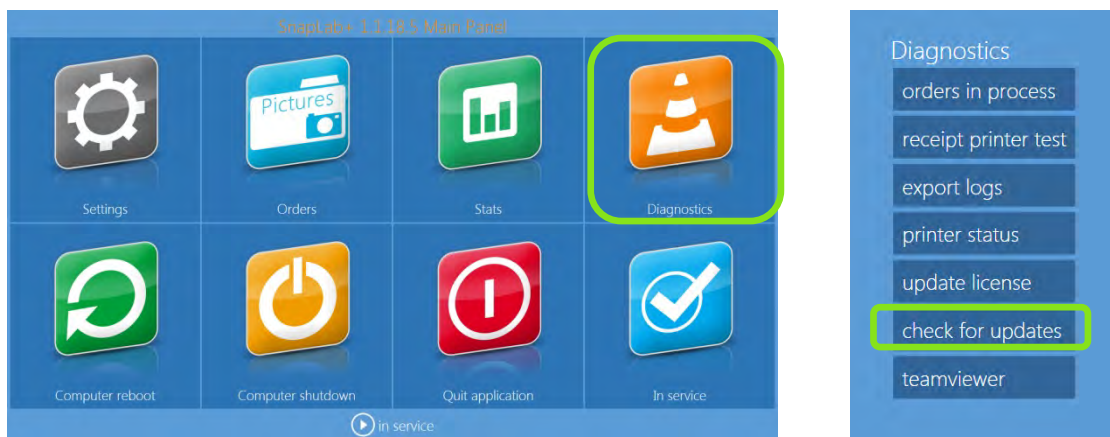 SnapLab+ 1.1.18.5 Main Panel
Pictures
Settings
Orders
Stats
Diagnostics
Computer reboot
Computer shutdown
Quit application
In service
in service
Diagnostics
orders in process
receipt printer test
export logs
printer status
update license
check for updates
teamviewer